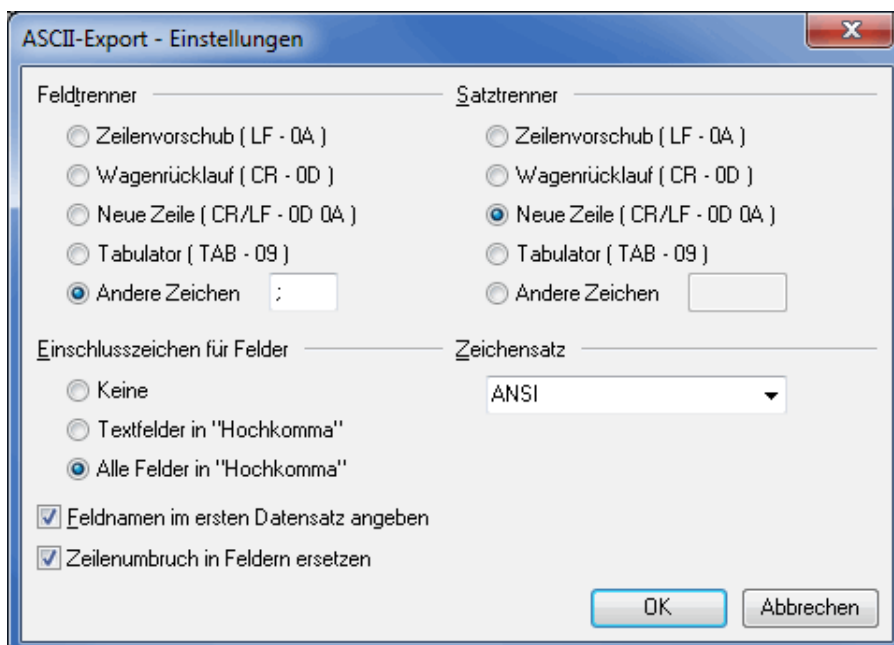 ASCII-Export - Einstellungen
Feldtrenner
Zeilenvorschub ( LF - 0A )
Wagenrücklauf ( CR - 0D )
Neue Zeile ( CR/LF - 0D 0A )
Tabulator ( TAB - 09 )
Andere Zeichen ;
Satztrenner
Zeilenvorschub ( LF - 0A )
Wagenrücklauf ( CR - 0D )
Neue Zeile ( CR/LF - 0D 0A )
Tabulator ( TAB - 09 )
Andere Zeichen
Einschlusszeichen für Felder
Keine
Textfelder in "Hochkomma"
Alle Felder in "Hochkomma"
Zeichensatz
ANSI
Feldnamen im ersten Datensatz angeben
Zeilenumbruch in Feldern ersetzen
OK
Abbrechen